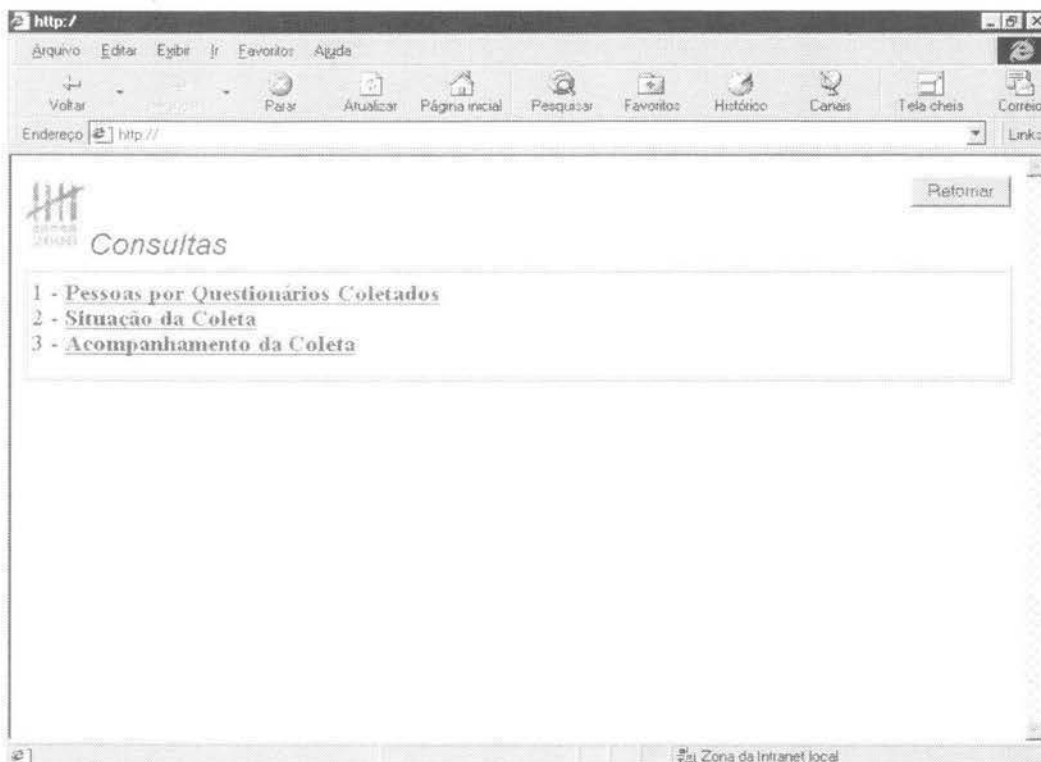 http:/
Arquivo Editar Exibir Ir Favoritos Ajuda
Voltar Parar Atualizar Página inicial Pesquisar Favoritos Histórico Canais Tela cheia Correio
Endereço http://
Links
Retornar
2000
Consultas
1 - Pessoas por Questionários Coletados
2 - Situação da Coleta
3 - Acompanhamento da Coleta
Zona da Intranet local